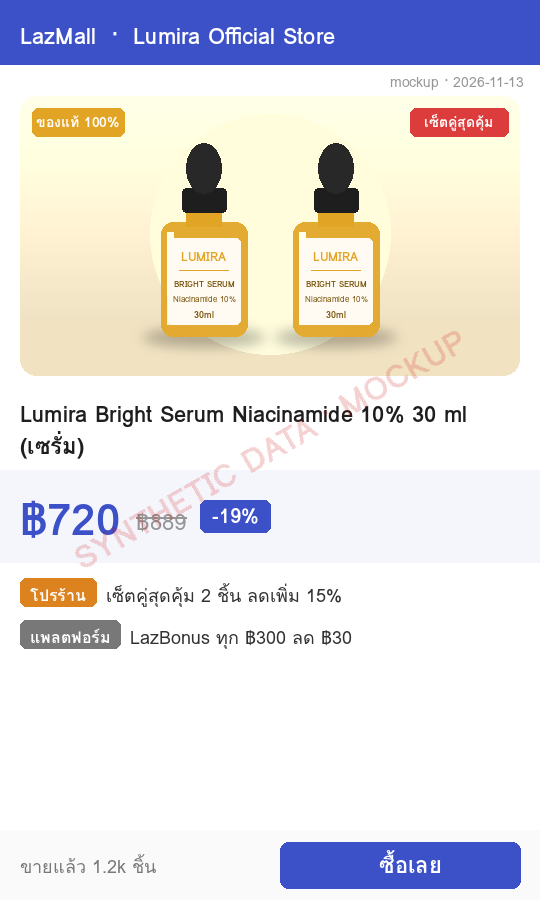 LazMall · Lumira Official Store
mockup · 2026-11-13
ของแท้ 100%
เซ็ตคู่สุดคุ้ม
LUMIRA
BRIGHT SERUM
Niacinamide 10%
30ml
LUMIRA
BRIGHT SERUM
Niacinamide 10%
30ml
SYNTHETIC DATA · MOCKUP
Lumira Bright Serum Niacinamide 10% 30 ml
(เซรั่ม)
฿720 ฿889 -19%
โปรร้าน เซ็ตคู่สุดคุ้ม 2 ชิ้น ลดเพิ่ม 15%
แพลตฟอร์ม LazBonus ทุก ฿300 ลด ฿30
ขายแล้ว 1.2k ชิ้น
ซื้อเลย